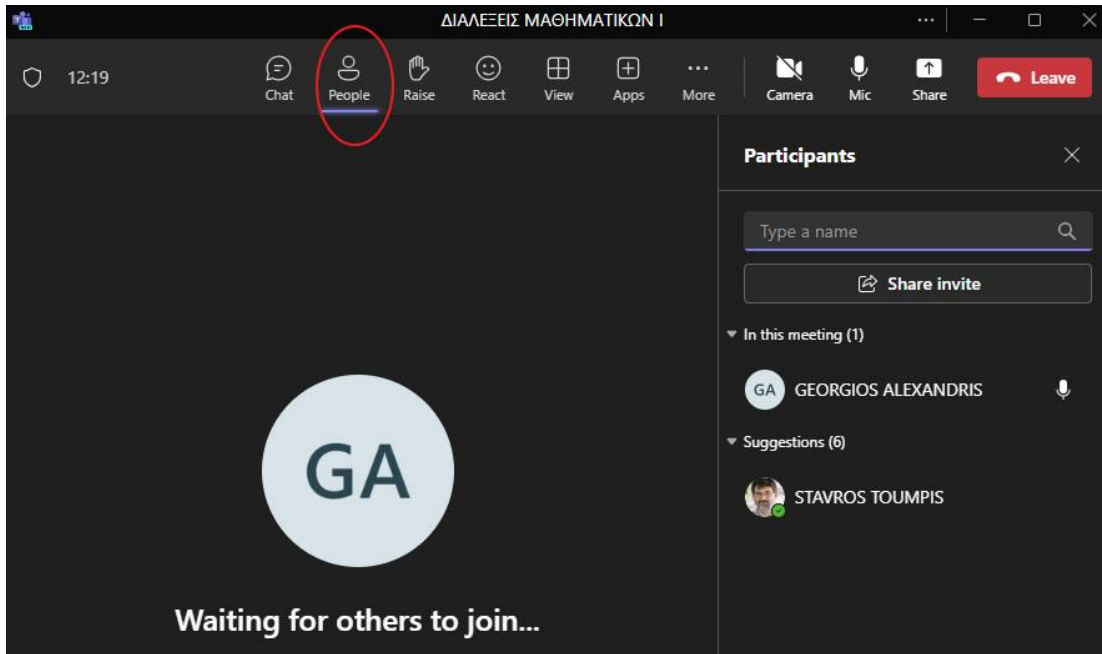 ΔΙΑΛΕΞΕΙΣ ΜΑΘΗΜΑΤΙΚΩΝ Ι
12:19
Chat People Raise React View Apps More Camera Mic Share Leave
Participants
Type a name
Share invite
In this meeting (1)
GA GEORGIOS ALEXANDRIS
Suggestions (6)
STAVROS TOUMPIS
GA
Waiting for others to join...